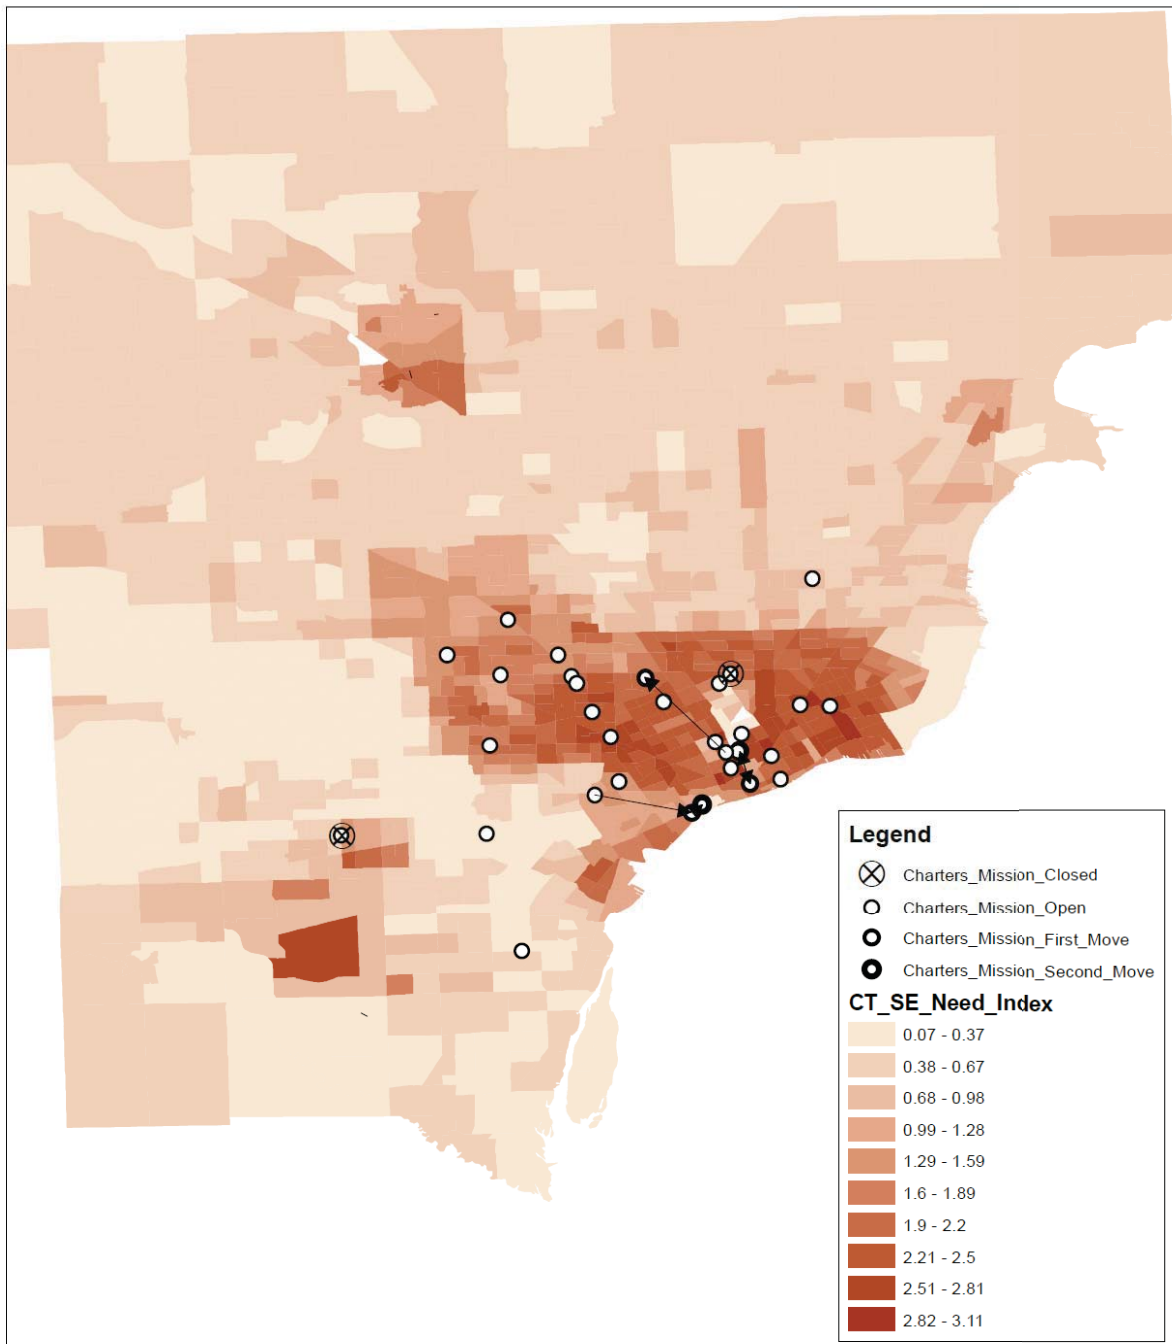 Legend
Charters_Mission_Closed
Charters_Mission_Open
Charters_Mission_First_Move
Charters_Mission_Second_Move
CT_SE_Need_Index
0.07 - 0.37
0.38 - 0.67
0.68 - 0.98
0.99 - 1.28
1.29 - 1.59
1.6 - 1.89
1.9 - 2.2
2.21 - 2.5
2.51 - 2.81
2.82 - 3.11